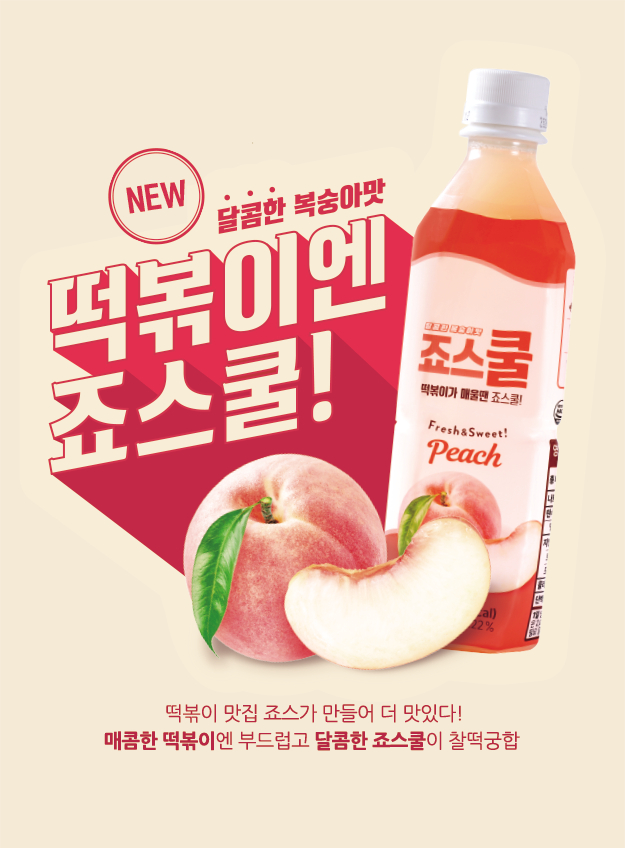 NEW
달콤한 복숭아맛
떡볶이엔
죠스쿨!
달콤한 복숭아맛
죠스쿨
떡볶이가 매울땐 죠스쿨!
Fresh&Sweet!
Peach
떡볶이 맛집 죠스가 만들어 더 맛있다!
매콤한 떡볶이엔 부드럽고 달콤한 죠스쿨이 찰떡궁합